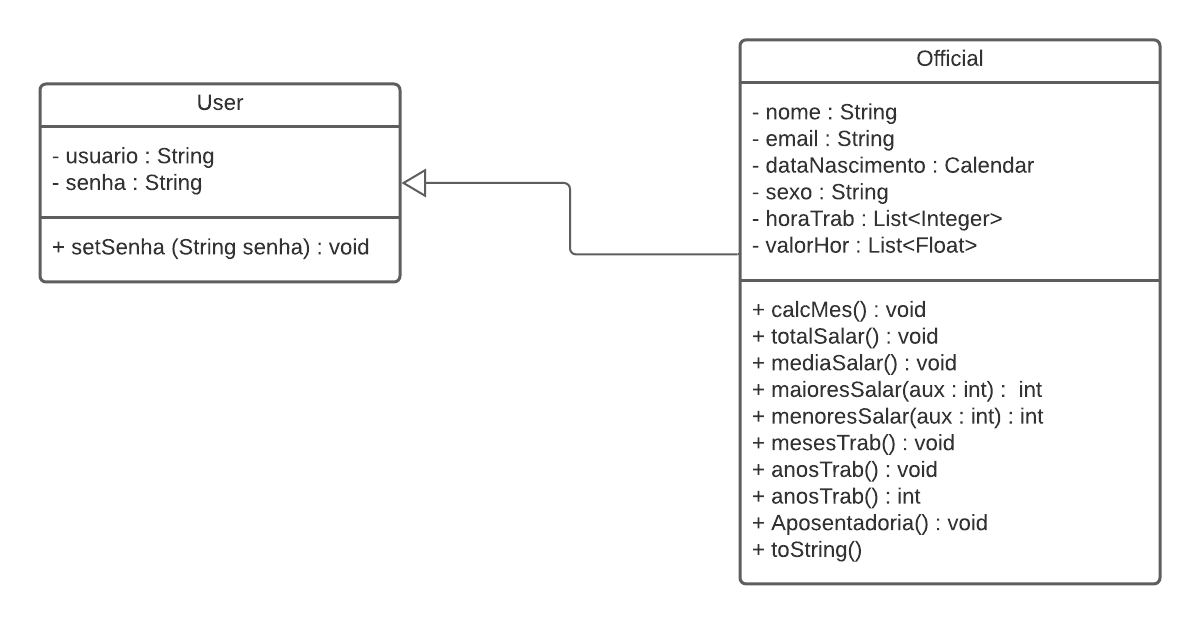 User
- usuario : String
- senha : String
+ setSenha (String senha) : void
Official
- nome : String
- email : String
- dataNascimento : Calendar
- sexo : String
- horaTrab : List<Integer>
- valorHor : List<Float>
+ calcMes() : void
+ totalSalar() : void
+ mediaSalar() : void
+ maioresSalar(aux : int) :  int
+ menoresSalar(aux : int) : int
+ mesesTrab() : void
+ anosTrab() : void
+ anosTrab() : int
+ Aposentadoria() : void
+ toString()